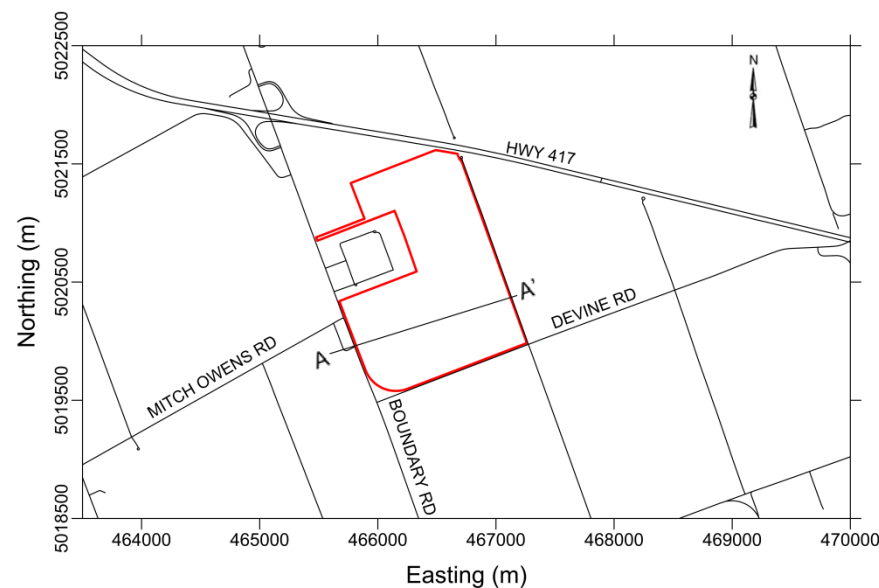 5022500
5021500
5020500
5019500
5018500
Northing (m)
N
HWY 417
A'
DEVINE RD
A
MITCH OWENS RD
BOUNDARY RD
464000
465000
466000
467000
468000
469000
470000
Easting (m)